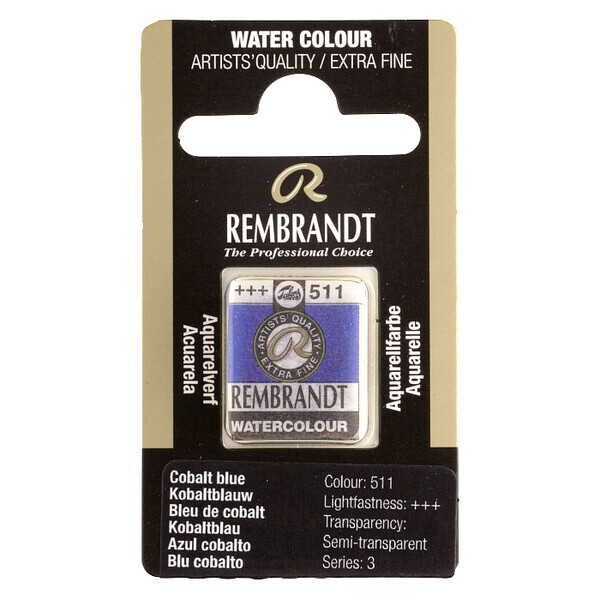 WATER COLOUR
ARTISTS' QUALITY / EXTRA FINE
R
REMBRANDT
The Professional Choice
+++ Talens 511
ARTISTS' QUALITY
R
EXTRA FINE
REMBRANDT
WATERCOLOUR
Aquarelverf
Acuarela
Aquarellfarbe
Aquarelle
Cobalt blue
Kobaltblauw
Bleu de cobalt
Kobaltblau
Azul cobalto
Blu cobalto
Colour: 511
Lightfastness: +++
Transparency:
Semi-transparent
Series: 3